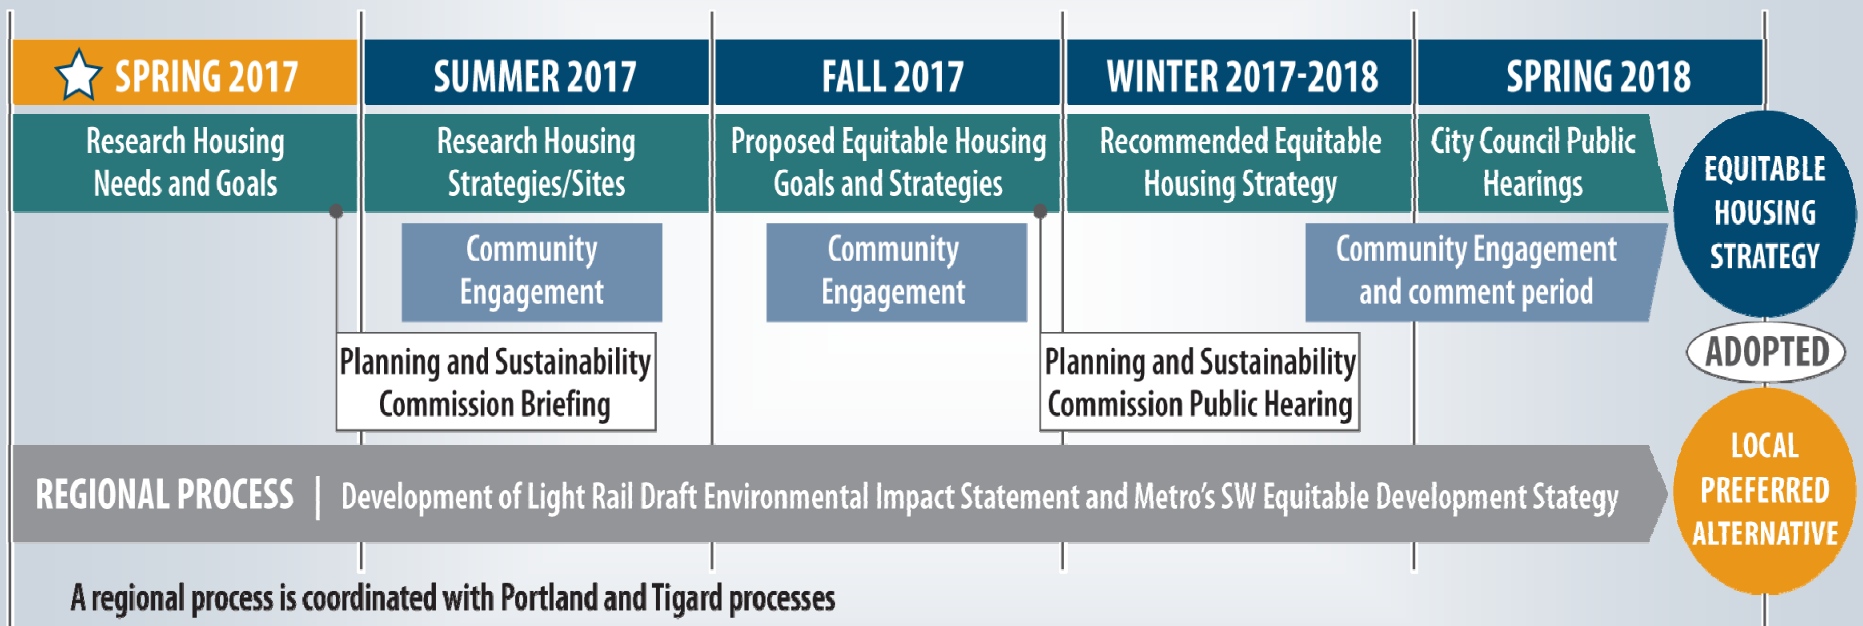 SPRING 2017
SUMMER 2017
FALL 2017
WINTER 2017-2018
SPRING 2018
Research Housing
Needs and Goals
Research Housing
Strategies/Sites
Proposed Equitable Housing
Goals and Strategies
Recommended Equitable
Housing Strategy
City Council Public
Hearings
EQUITABLE
HOUSING
STRATEGY
Community
Engagement
Community
Engagement
Community Engagement
and comment period
Planning and Sustainability
Commission Briefing
Planning and Sustainability
Commission Public Hearing
ADOPTED
REGIONAL PROCESS | Development of Light Rail Draft Environmental Impact Statement and Metro's SW Equitable Development Stategy
LOCAL
PREFERRED
ALTERNATIVE
A regional process is coordinated with Portland and Tigard processes